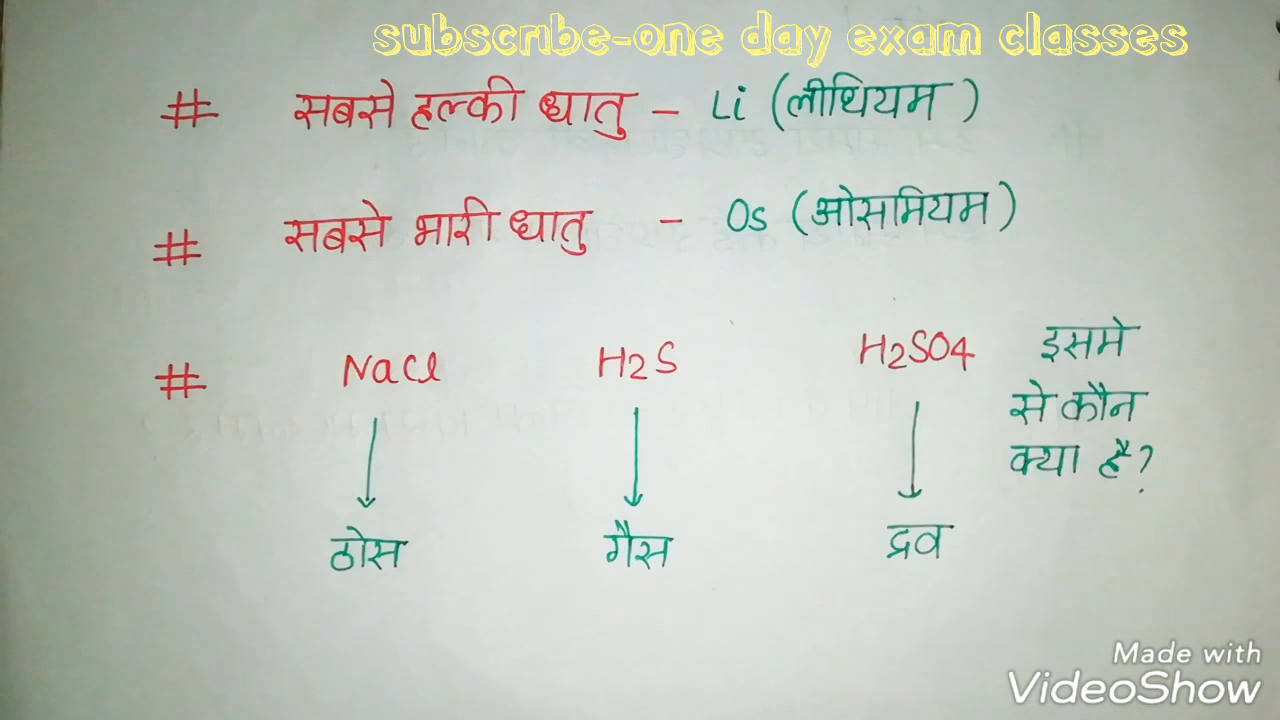 subscribe-one day exam classes
# सबसे हल्की धातु - Li (लीथियम)
# सबसे भारी धातु - Os (ओसमियम)
# NaCl H2S H2SO4 इसमे
से कौन
क्या है?
ठोस गैस द्रव
Made with
VideoShow